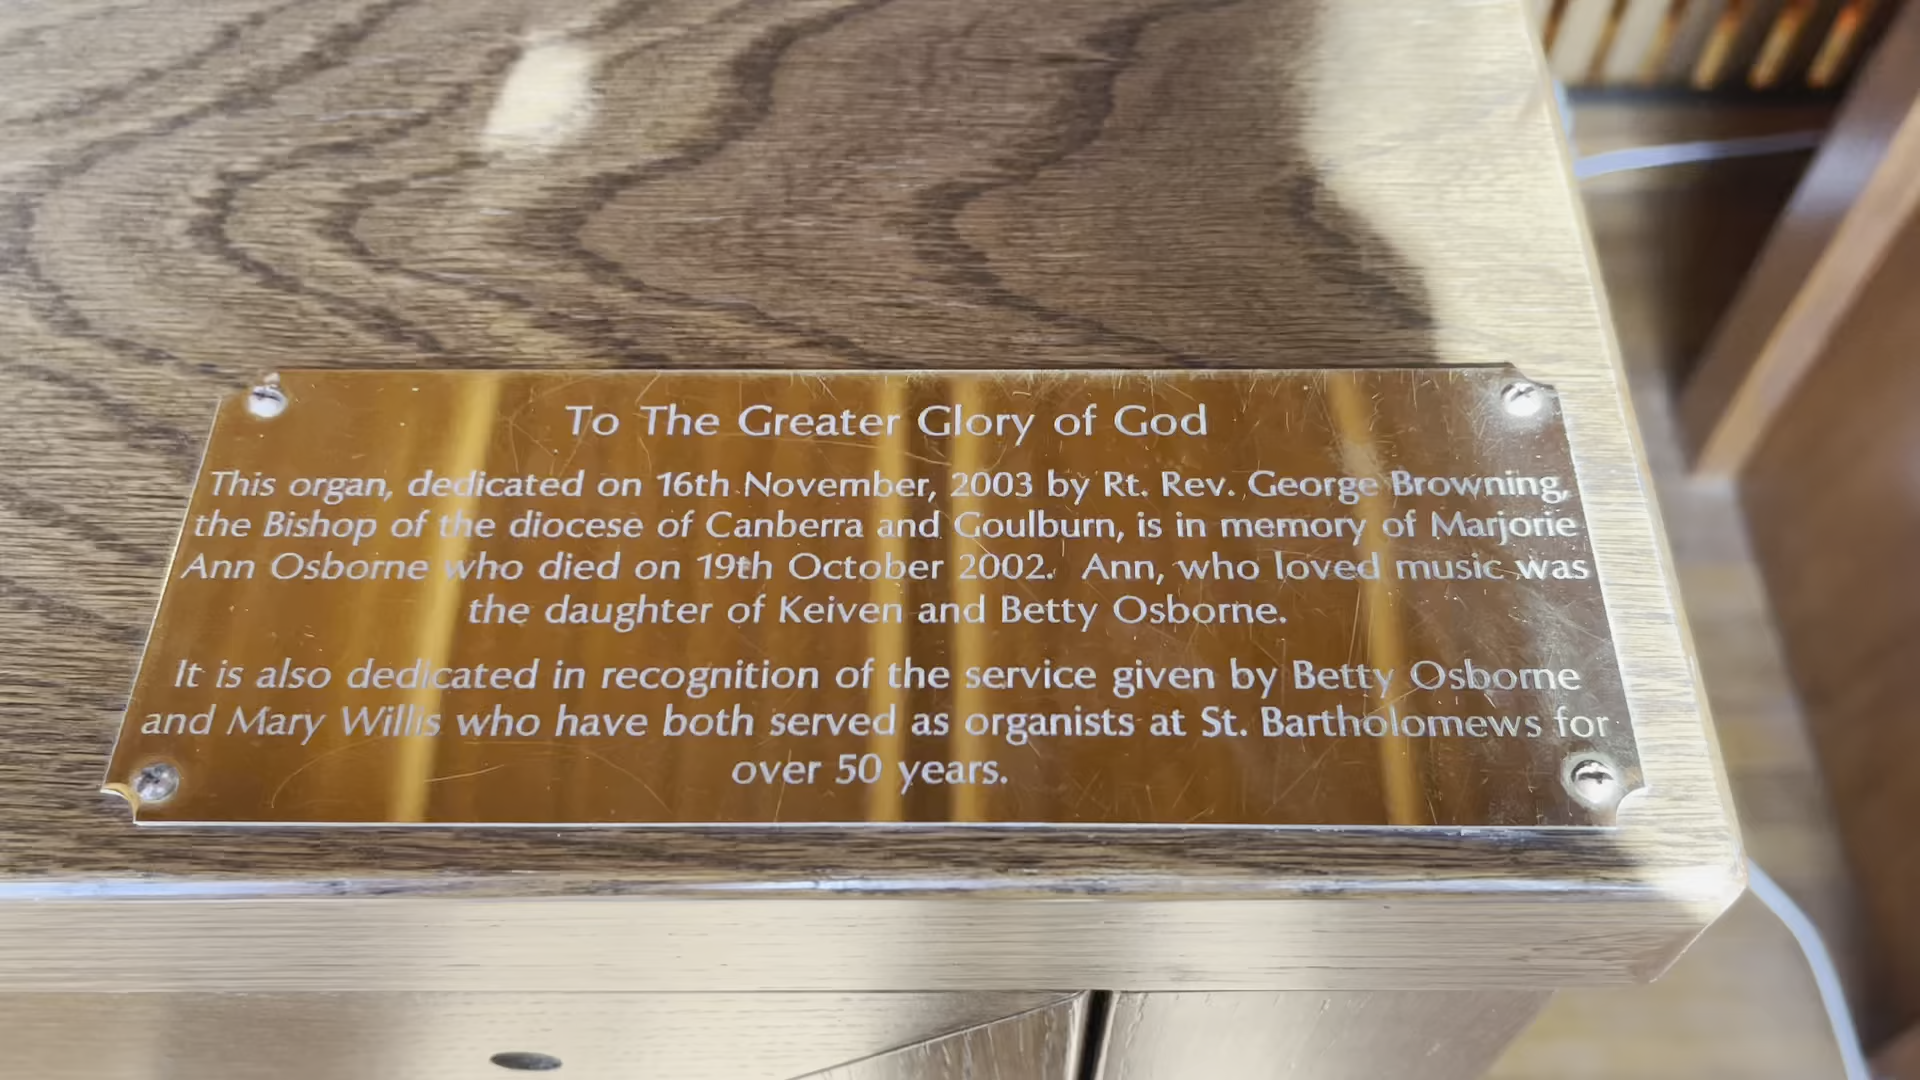 To The Greater Glory of God
This organ, dedicated on 16th November, 2003 by Rt. Rev. George Browning,
the Bishop of the diocese of Canberra and Goulburn, is in memory of Marjorie
Ann Osborne who died on 19th October 2002. Ann, who loved music was
the daughter of Keiven and Betty Osborne.
It is also dedicated in recognition of the service given by Betty Osborne
and Mary Willis who have both served as organists at St. Bartholomews for
over 50 years.